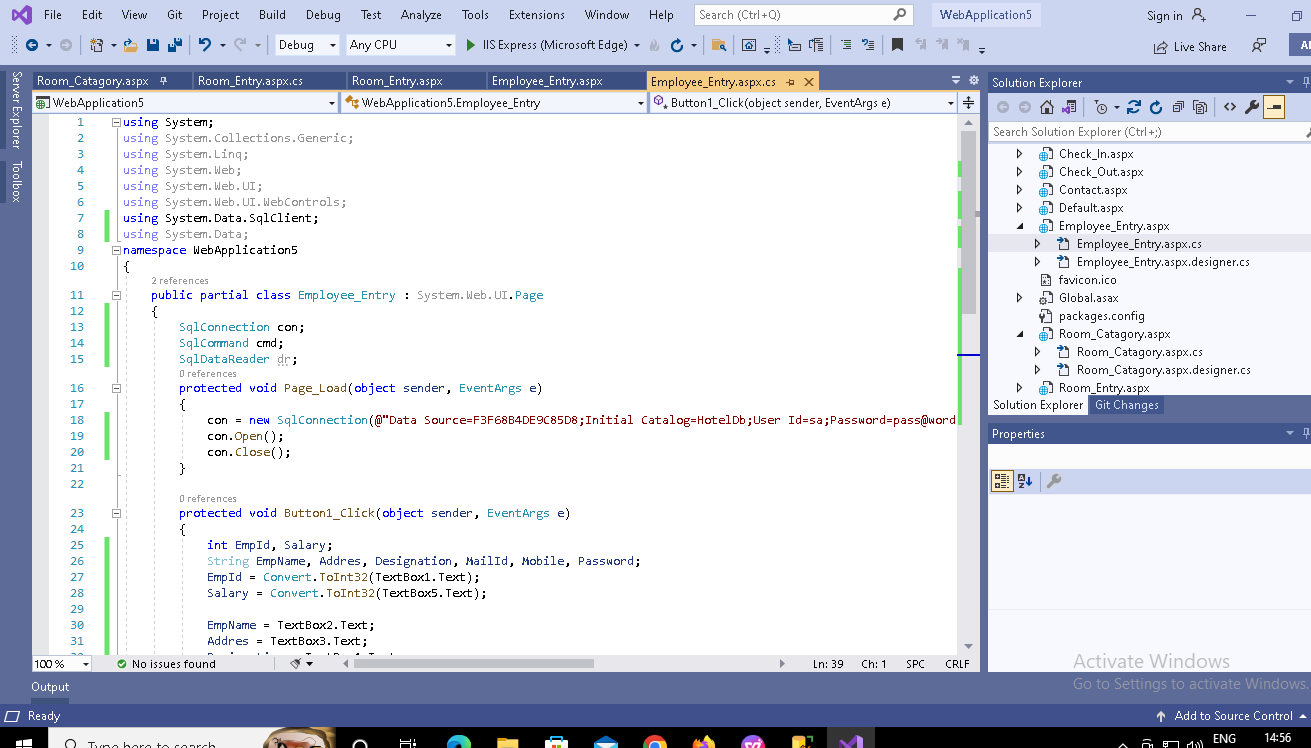 File Edit View Git Project Build Debug Test Analyze Tools Extensions Window Help Search (Ctrl+Q) WebApplication5 Sign in
Debug Any CPU IIS Express (Microsoft Edge) Live Share
Server Explorer
Toolbox
Room_Catagory.aspx Room_Entry.aspx.cs Room_Entry.aspx Employee_Entry.aspx Employee_Entry.aspx.cs
WebApplication5 WebApplication5.Employee_Entry Button1_Click(object sender, EventArgs e)
1 using System;
2 using System.Collections.Generic;
3 using System.Linq;
4 using System.Web;
5 using System.Web.UI;
6 using System.Web.UI.WebControls;
7 using System.Data.SqlClient;
8 using System.Data;
9 namespace WebApplication5
10 {
2 references
11 public partial class Employee_Entry : System.Web.UI.Page
12 {
13 SqlConnection con;
14 SqlCommand cmd;
15 SqlDataReader dr;
0 references
16 protected void Page_Load(object sender, EventArgs e)
17 {
18 con = new SqlConnection(@"Data Source=F3F68B4DE9C85D8;Initial Catalog=HotelDb;User Id=sa;Password=pass@word
19 con.Open();
20 con.Close();
21 }
22
0 references
23 protected void Button1_Click(object sender, EventArgs e)
24 {
25 int EmpId, Salary;
26 String EmpName, Addres, Designation, MailId, Mobile, Password;
27 EmpId = Convert.ToInt32(TextBox1.Text);
28 Salary = Convert.ToInt32(TextBox5.Text);
29
30 EmpName = TextBox2.Text;
31 Addres = TextBox3.Text;
100 % No issues found Ln: 39 Ch: 1 SPC CRLF
Output
Solution Explorer
Search Solution Explorer (Ctrl+;)
Check_In.aspx
Check_Out.aspx
Contact.aspx
Default.aspx
Employee_Entry.aspx
Employee_Entry.aspx.cs
Employee_Entry.aspx.designer.cs
favicon.ico
Global.asax
packages.config
Room_Catagory.aspx
Room_Catagory.aspx.cs
Room_Catagory.aspx.designer.cs
Room_Entry.aspx
Solution Explorer Git Changes
Properties
Activate Windows
Go to Settings to activate Windows.
Ready Add to Source Control
Type here to search ENG 14:56